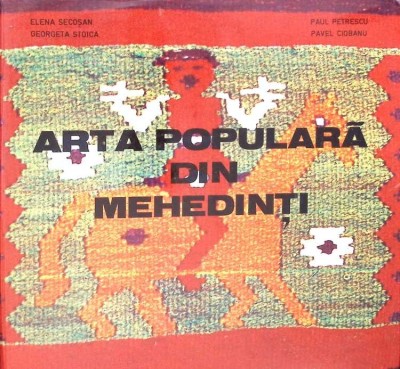 ELENA SECOȘAN
GEORGETA STOICA
PAUL PETRESCU
PAVEL CIOBANU
ARTA POPULARĂ
DIN
MEHEDINȚI